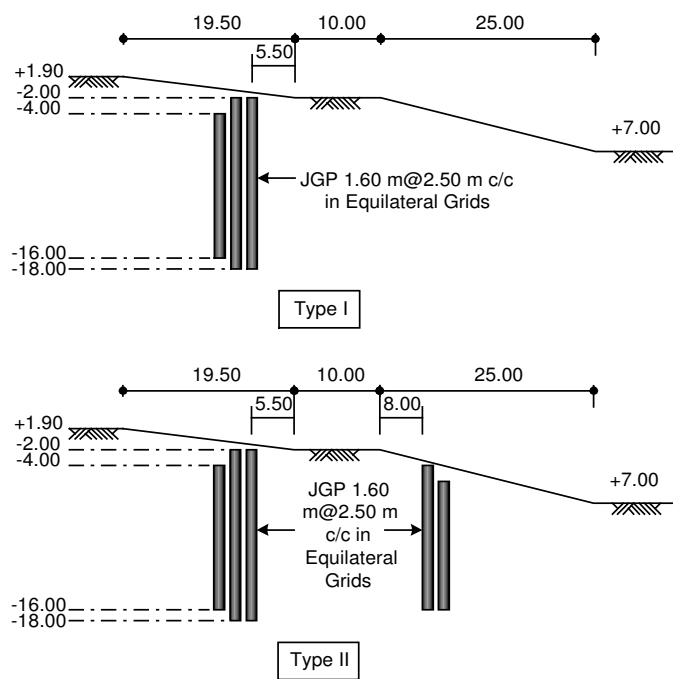 19.50 10.00 25.00
5.50
+1.90
-2.00
-4.00
+7.00
JGP 1.60 m@2.50 m c/c
in Equilateral Grids
-16.00
-18.00
Type I
19.50 10.00 25.00
5.50 8.00
+1.90
-2.00
-4.00
+7.00
JGP 1.60
m@2.50 m
c/c in
Equilateral
Grids
-16.00
-18.00
Type II